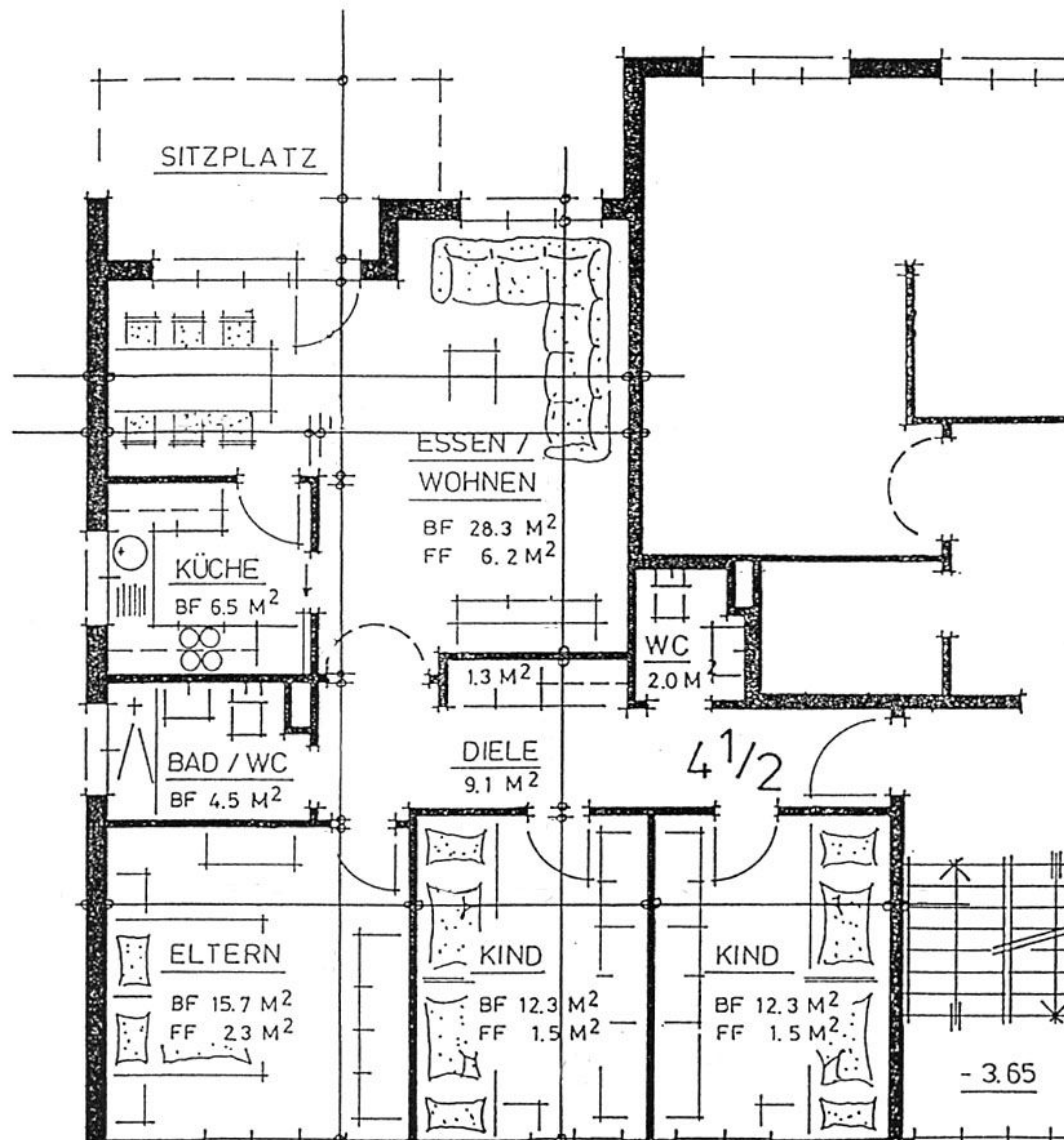 SITZPLATZ
ESSEN /
WOHNEN
BF 28.3 M²
FF 6.2 M²
KÜCHE
BF 6.5 M²
WC
2.0 M²
1.3 M²
DIELE
9.1 M²
4 1/2
BAD / WC
BF 4.5 M²
ELTERN
BF 15.7 M²
FF 2.3 M²
KIND
BF 12.3 M²
FF 1.5 M²
KIND
BF 12.3 M²
FF 1.5 M²
- 3.65